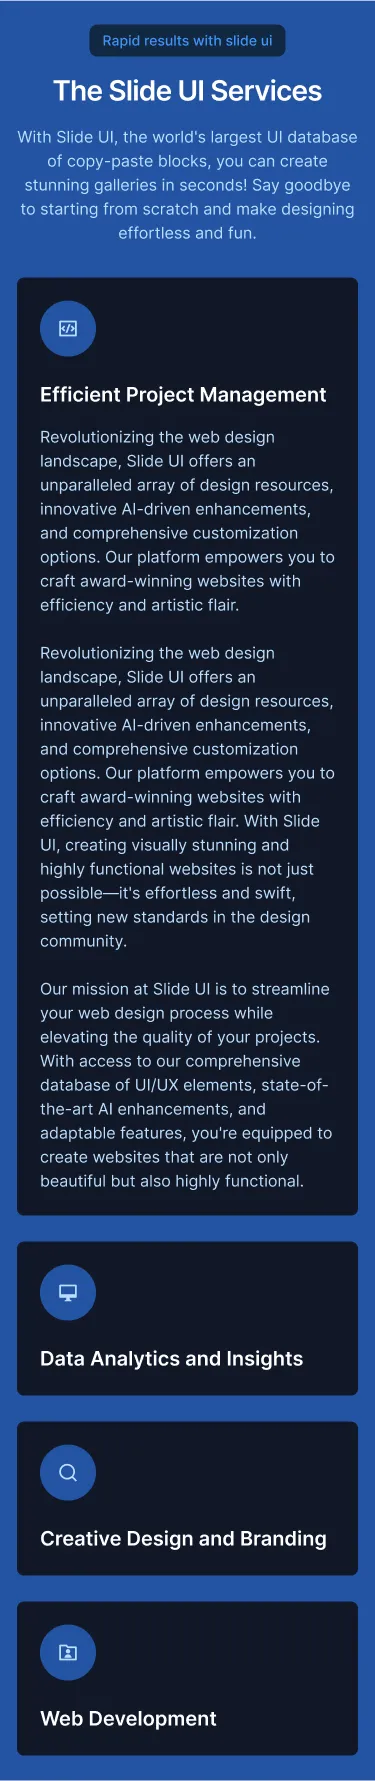 Rapid results with slide ui
The Slide UI Services
With Slide UI, the world's largest UI database
of copy-paste blocks, you can create
stunning galleries in seconds! Say goodbye
to starting from scratch and make designing
effortless and fun.
Efficient Project Management
Revolutionizing the web design
landscape, Slide UI offers an
unparalleled array of design resources,
innovative AI-driven enhancements,
and comprehensive customization
options. Our platform empowers you to
craft award-winning websites with
efficiency and artistic flair.
Revolutionizing the web design
landscape, Slide UI offers an
unparalleled array of design resources,
innovative AI-driven enhancements,
and comprehensive customization
options. Our platform empowers you to
craft award-winning websites with
efficiency and artistic flair. With Slide
UI, creating visually stunning and
highly functional websites is not just
possible—it's effortless and swift,
setting new standards in the design
community.
Our mission at Slide UI is to streamline
your web design process while
elevating the quality of your projects.
With access to our comprehensive
database of UI/UX elements, state-of-
the-art AI enhancements, and
adaptable features, you're equipped to
create websites that are not only
beautiful but also highly functional.
Data Analytics and Insights
Creative Design and Branding
Web Development